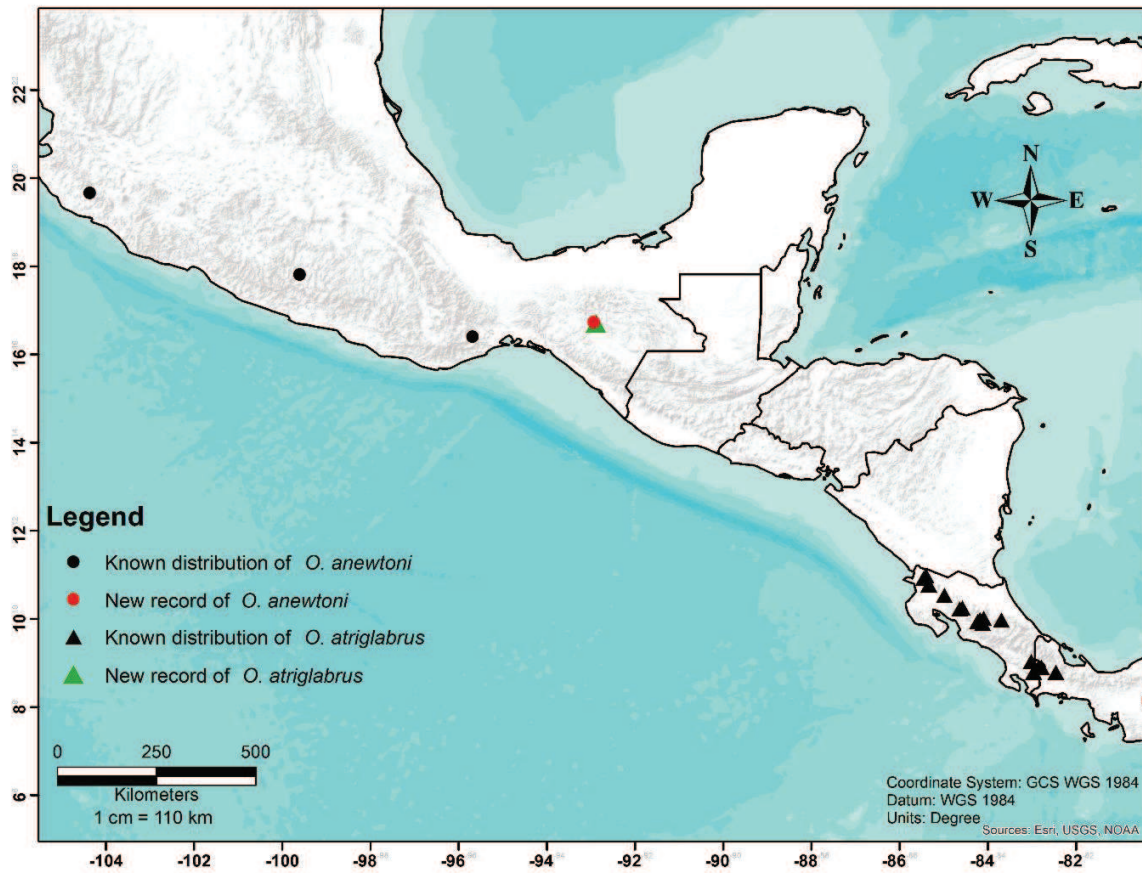 N
W E
S
22
20
18
16
14
12
10
8
6
Legend
Known distribution of O. anewtoni
New record of O. anewtoni
Known distribution of O. atriglabrus
New record of O. atriglabrus
0 250 500
Kilometers
1 cm = 110 km
Coordinate System: GCS WGS 1984
Datum: WGS 1984
Units: Degree
Sources: Esri, USGS, NOAA
-104 -102 -100 -98 -96 -94 -92 -90 -88 -86 -84 -82